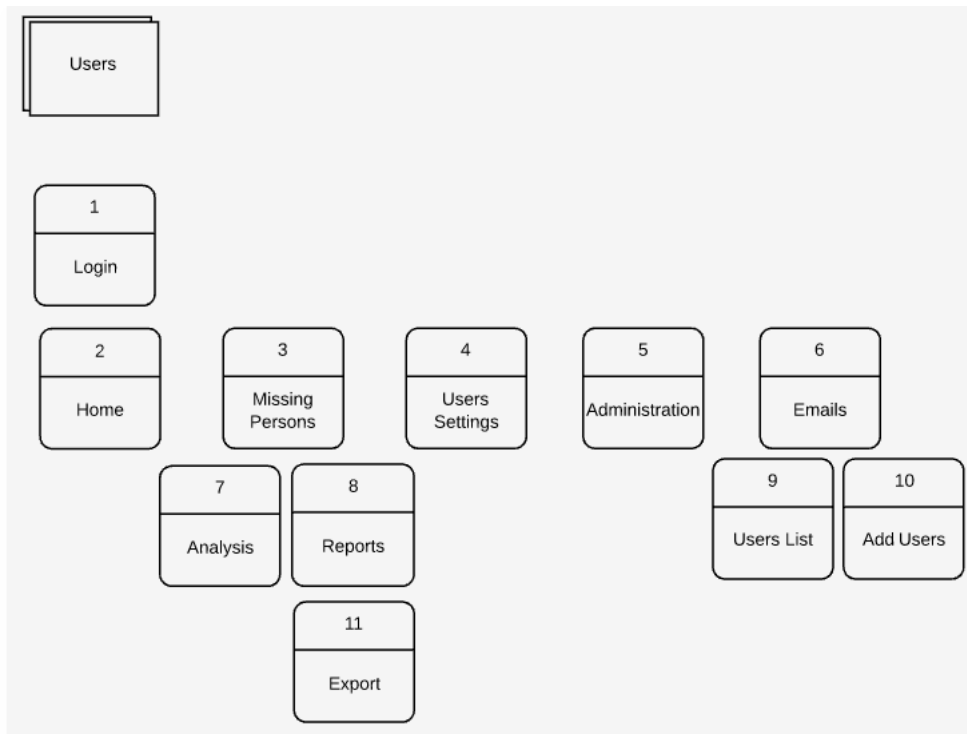 Users
1
Login
2
Home
3
Missing
Persons
4
Users
Settings
5
Administration
6
Emails
7
Analysis
8
Reports
9
Users List
10
Add Users
11
Export